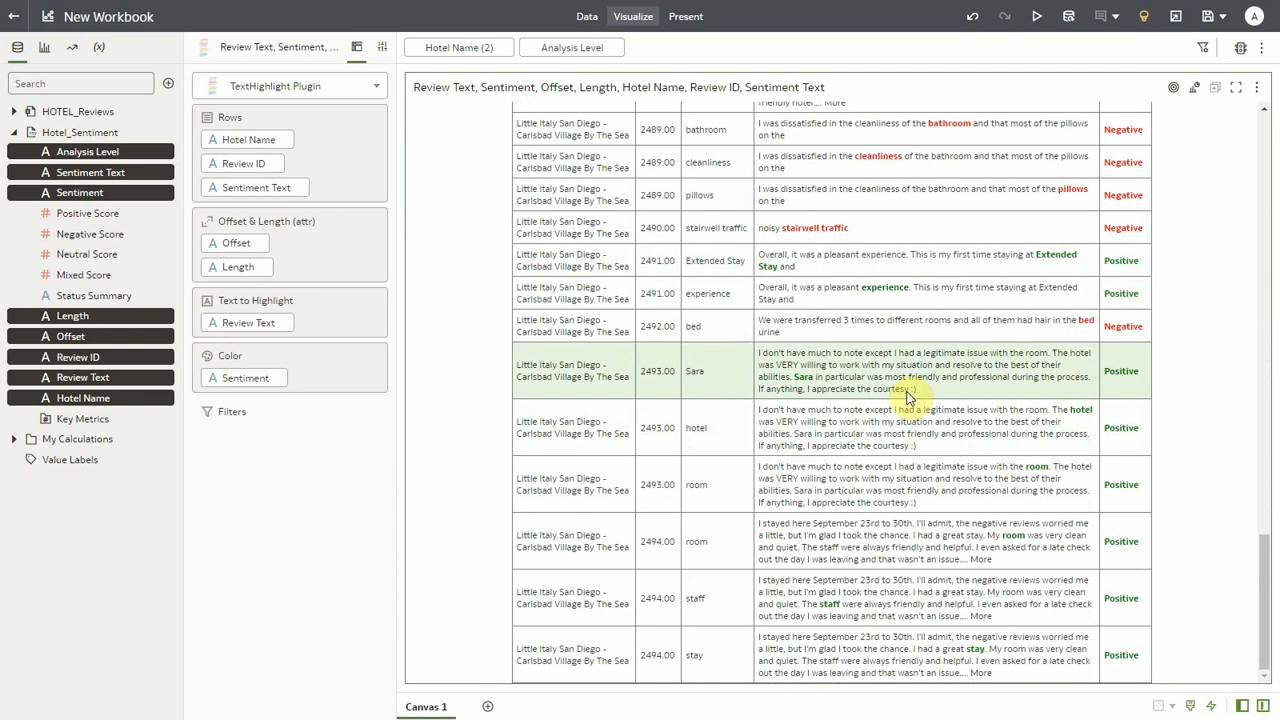 New Workbook
Data
Visualize
Present
A
Search
HOTEL_Reviews
Hotel_Sentiment
A Analysis Level
A Sentiment Text
A Sentiment
# Positive Score
# Negative Score
# Neutral Score
# Mixed Score
A Status Summary
A Length
A Offset
A Review ID
A Review Text
A Hotel Name
Key Metrics
My Calculations
Value Labels
(x)
Review Text, Sentiment, ...
TextHighlight Plugin
Rows
A Hotel Name
A Review ID
A Sentiment Text
Offset & Length (attr)
A Offset
A Length
Text to Highlight
A Review Text
Color
A Sentiment
Filters
Hotel Name (2)
Analysis Level
Review Text, Sentiment, Offset, Length, Hotel Name, Review ID, Sentiment Text
friendly hotel.... More
Little Italy San Diego -
Carlsbad Village By The Sea
2489.00
bathroom
I was dissatisfied in the cleanliness of the bathroom and that most of the pillows
on the
Negative
Little Italy San Diego -
Carlsbad Village By The Sea
2489.00
cleanliness
I was dissatisfied in the cleanliness of the bathroom and that most of the pillows
on the
Negative
Little Italy San Diego -
Carlsbad Village By The Sea
2489.00
pillows
I was dissatisfied in the cleanliness of the bathroom and that most of the pillows
on the
Negative
Little Italy San Diego -
Carlsbad Village By The Sea
2490.00
stairwell traffic
noisy stairwell traffic
Negative
Little Italy San Diego -
Carlsbad Village By The Sea
2491.00
Extended Stay
Overall, it was a pleasant experience. This is my first time staying at Extended
Stay and
Positive
Little Italy San Diego -
Carlsbad Village By The Sea
2491.00
experience
Overall, it was a pleasant experience. This is my first time staying at Extended
Stay and
Positive
Little Italy San Diego -
Carlsbad Village By The Sea
2492.00
bed
We were transferred 3 times to different rooms and all of them had hair in the bed
urine
Negative
Little Italy San Diego -
Carlsbad Village By The Sea
2493.00
Sara
I don't have much to note except I had a legitimate issue with the room. The hotel
was VERY willing to work with my situation and resolve to the best of their
abilities. Sara in particular was most friendly and professional during the process.
If anything, I appreciate the courtesy :)
Positive
Little Italy San Diego -
Carlsbad Village By The Sea
2493.00
hotel
I don't have much to note except I had a legitimate issue with the room. The hotel
was VERY willing to work with my situation and resolve to the best of their
abilities. Sara in particular was most friendly and professional during the process.
If anything, I appreciate the courtesy :)
Positive
Little Italy San Diego -
Carlsbad Village By The Sea
2493.00
room
I don't have much to note except I had a legitimate issue with the room. The hotel
was VERY willing to work with my situation and resolve to the best of their
abilities. Sara in particular was most friendly and professional during the process.
If anything, I appreciate the courtesy :)
Positive
Little Italy San Diego -
Carlsbad Village By The Sea
2494.00
room
I stayed here September 23rd to 30th. I'll admit, the negative reviews worried me
a little, but I'm glad I took the chance. I had a great stay. My room was very clean
and quiet. The staff were always friendly and helpful. I even asked for a late check
out the day I was leaving and that wasn't an issue.... More
Positive
Little Italy San Diego -
Carlsbad Village By The Sea
2494.00
staff
I stayed here September 23rd to 30th. I'll admit, the negative reviews worried me
a little, but I'm glad I took the chance. I had a great stay. My room was very clean
and quiet. The staff were always friendly and helpful. I even asked for a late check
out the day I was leaving and that wasn't an issue.... More
Positive
Little Italy San Diego -
Carlsbad Village By The Sea
2494.00
stay
I stayed here September 23rd to 30th. I'll admit, the negative reviews worried me
a little, but I'm glad I took the chance. I had a great stay. My room was very clean
and quiet. The staff were always friendly and helpful. I even asked for a late check
out the day I was leaving and that wasn't an issue.... More
Positive
Canvas 1